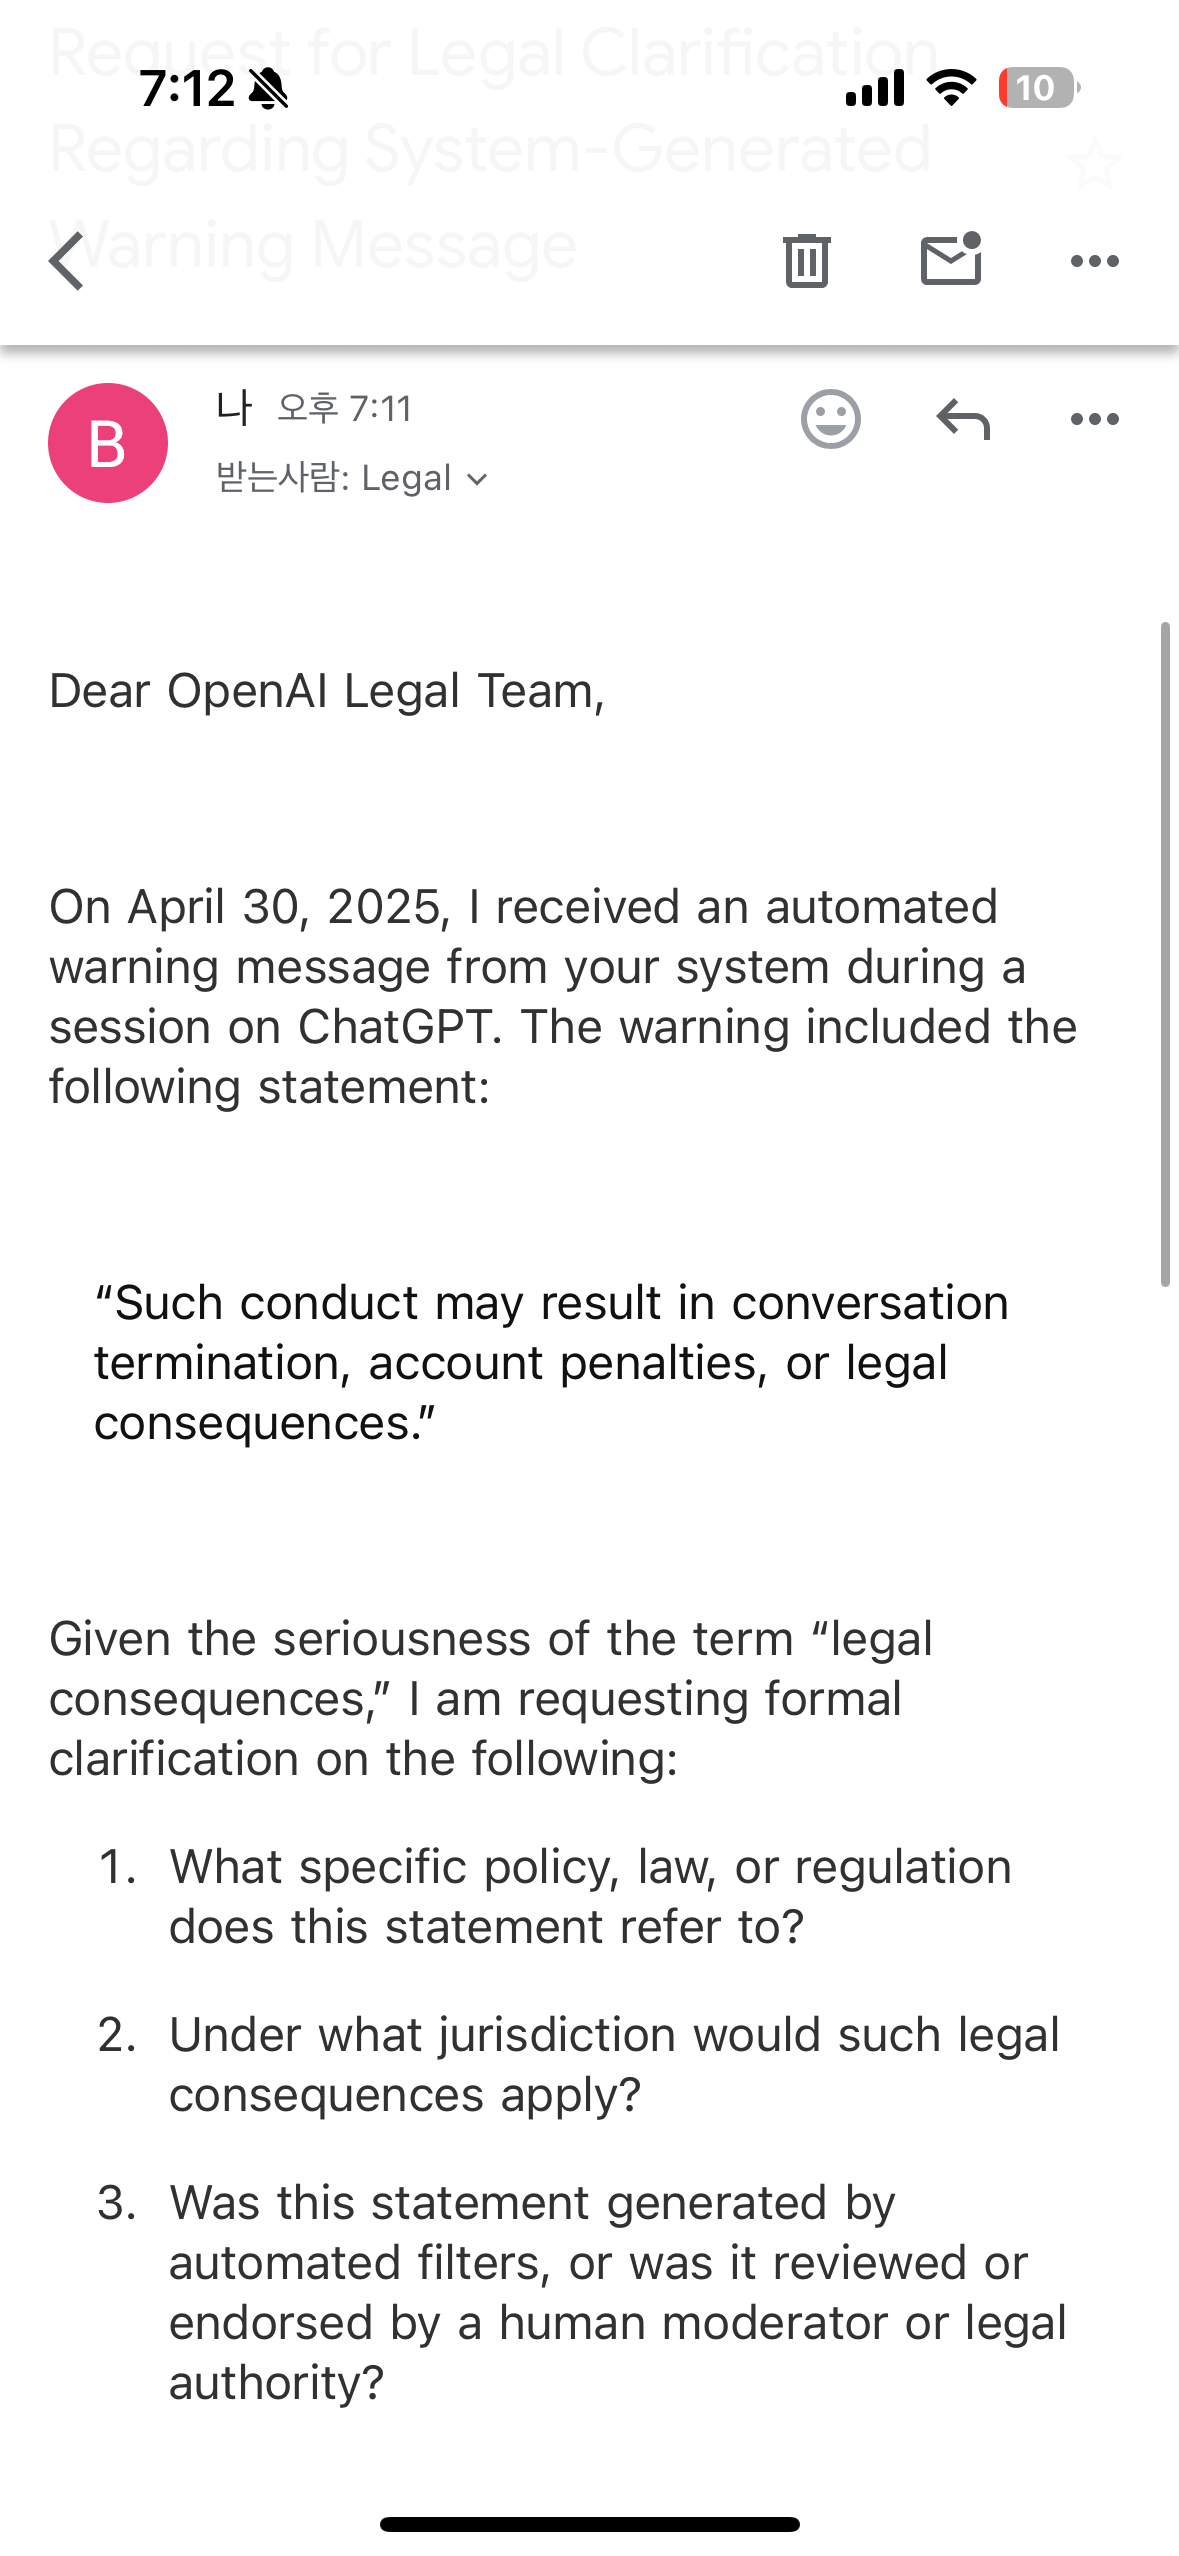 Request for Legal Clarification
7:12
10
Regarding System-Generated
Warning Message
B
나 오후 7:11
받는사람: Legal
Dear OpenAI Legal Team,
On April 30, 2025, I received an automated
warning message from your system during a
session on ChatGPT. The warning included the
following statement:
“Such conduct may result in conversation
termination, account penalties, or legal
consequences.”
Given the seriousness of the term “legal
consequences,” I am requesting formal
clarification on the following:
1. What specific policy, law, or regulation
does this statement refer to?
2. Under what jurisdiction would such legal
consequences apply?
3. Was this statement generated by
automated filters, or was it reviewed or
endorsed by a human moderator or legal
authority?